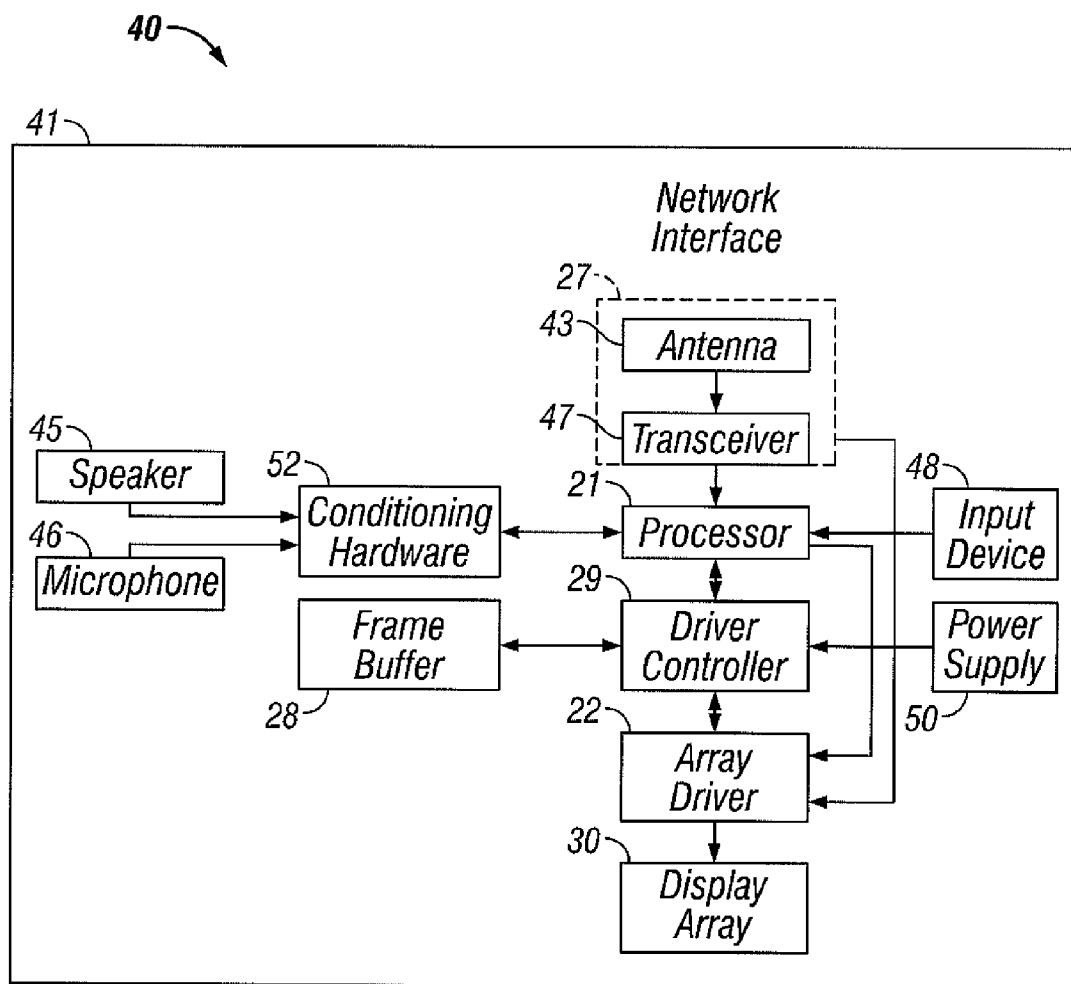 40
41
Network
Interface
27
43
Antenna
47
Transceiver
45
Speaker
52
Conditioning
Hardware
21
Processor
48
Input
Device
46
Microphone
29
Driver
Controller
Frame
Buffer
28
Power
Supply
50
22
Array
Driver
30
Display
Array